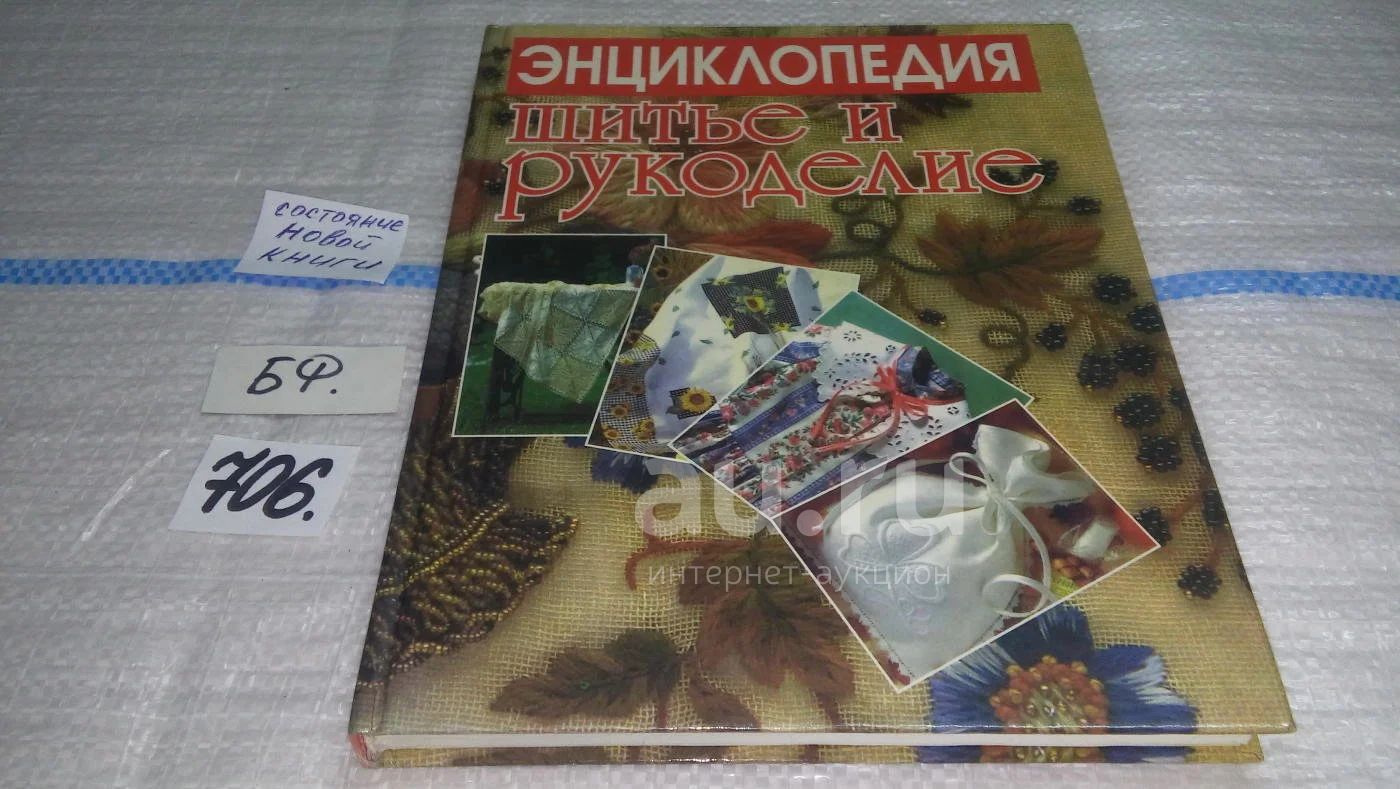 ЭНЦИКЛОПЕДИЯ
шитье и
рукоделие
состояние
новой
книги
БФ.
706.
au.ru
интернет-аукцион